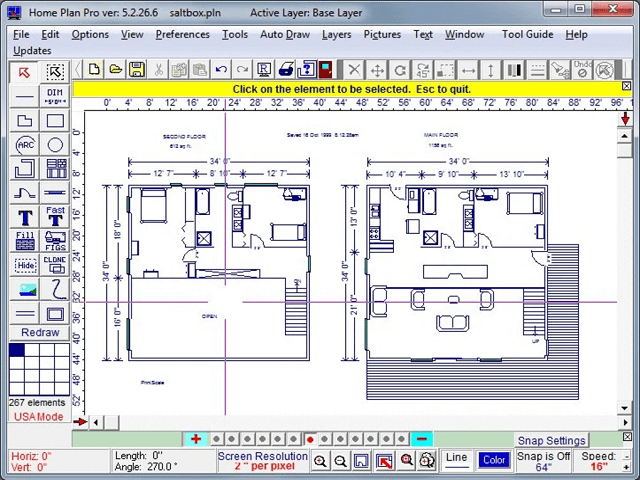 Home Plan Pro ver: 5.2.26.6 saltbox.pln Active Layer: Base Layer
File Edit Options View Preferences Tools Auto Draw Layers Pictures Text Window Tool Guide Help
Updates
Undo
Click on the element to be selected. Esc to quit.
DIM
0' 4' 8' 12' 16' 20' 24' 28' 32' 36' 40' 44' 48' 52' 56' 60' 64' 68' 72' 76' 80' 84' 88' 92' 96'
0' 4' 8' 12' 16' 20' 24' 28' 32' 36' 40' 44' 48' 52'
SECOND FLOOR
612 sq ft.
MAIN FLOOR
1156 sq ft.
34' 0"
34' 0"
12' 7" 9' 10" 12' 7"
10' 4" 9' 10" 13' 10"
ARC
18' 0"
13' 0"
34' 0"
34' 0"
16' 0"
21' 0"
OPEN
UP
PrintScale
T Fast T
Fill FIGS
Hide CLONE
Redraw
267 elements
USA Mode
Snap Settings
Horiz: 0" Length: 0" Screen Resolution Line Color Snap is Off Speed:
Vert: 0" Angle: 270.0 ° 2 " per pixel 64" 16"